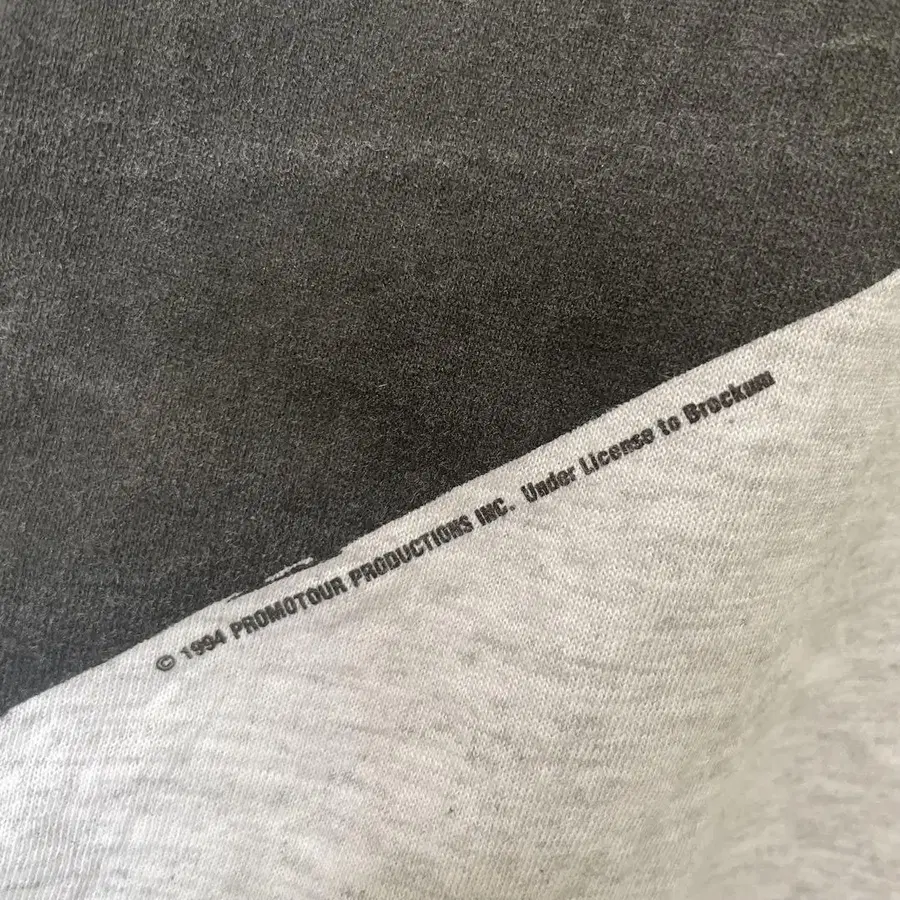 © 1994 PROMOTOUR PRODUCTIONS INC. Under License to Brockum